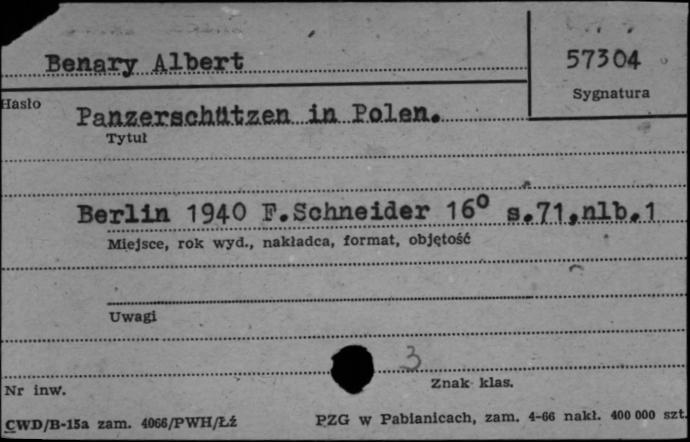 Benary Albert
57304
Hasło
Sygnatura
Panzerschützen in Polen.
Tytuł
Berlin 1940 F.Schneider 16° s.71,nlb.1
Miejsce, rok wyd., nakładca, format, objętość
Uwagi
3
Nr inw.
Znak klas.
CWD/B-15a zam. 4066/PWH/Łź
PZG w Pabianicach, zam. 4-66 nakł. 400 000 szt.